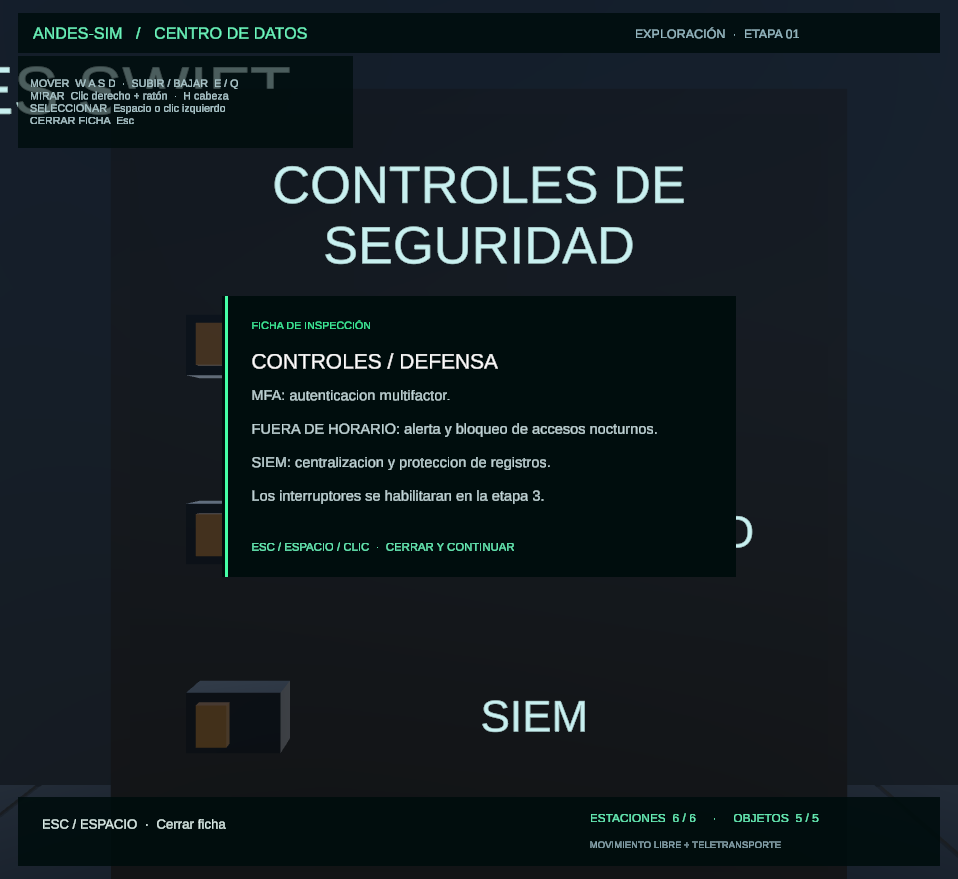 ANDES-SIM / CENTRO DE DATOS
EXPLORACIÓN · ETAPA 01
ES SWIFT
MOVER W A S D · SUBIR / BAJAR E / Q
MIRAR Clic derecho + ratón · H cabeza
SELECCIONAR Espacio o clic izquierdo
CERRAR FICHA Esc
CONTROLES DE
SEGURIDAD
FICHA DE INSPECCIÓN
CONTROLES / DEFENSA
MFA: autenticacion multifactor.
FUERA DE HORARIO: alerta y bloqueo de accesos nocturnos.
SIEM: centralizacion y proteccion de registros.
Los interruptores se habilitaran en la etapa 3.
ESC / ESPACIO / CLIC · CERRAR Y CONTINUAR
SIEM
ESC / ESPACIO · Cerrar ficha
ESTACIONES 6 / 6 · OBJETOS 5 / 5
MOVIMIENTO LIBRE + TELETRANSPORTE